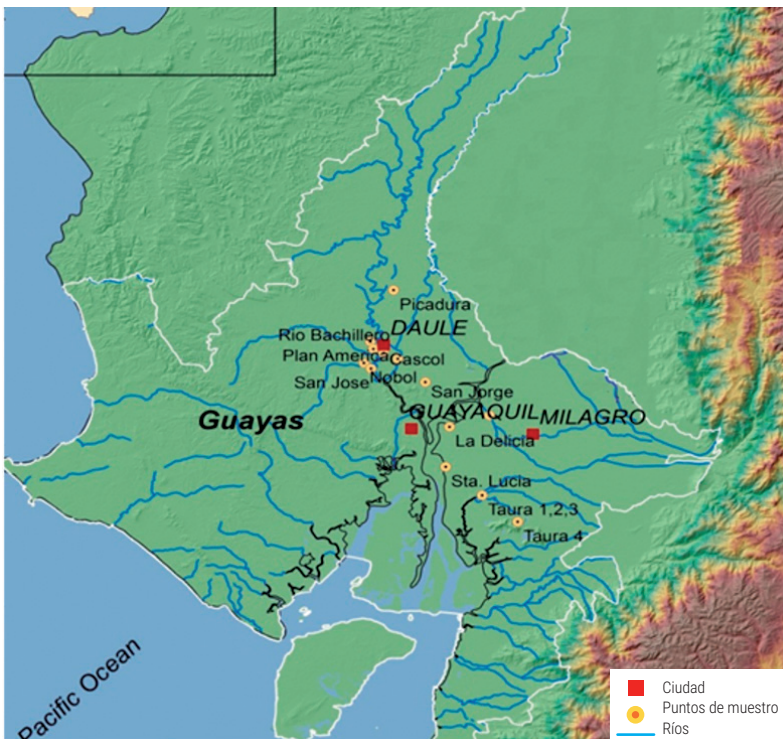 Picadura
Rio Bachillero
DAULE
Plan America
Cascol
San Jose
Nobol
San Jorge
Guayas
GUAYAQUIL
MILAGRO
La Delicia
Sta. Lucia
Taura 1,2,3
Taura 4
Pacific Ocean
Ciudad
Puntos de muestro
Ríos